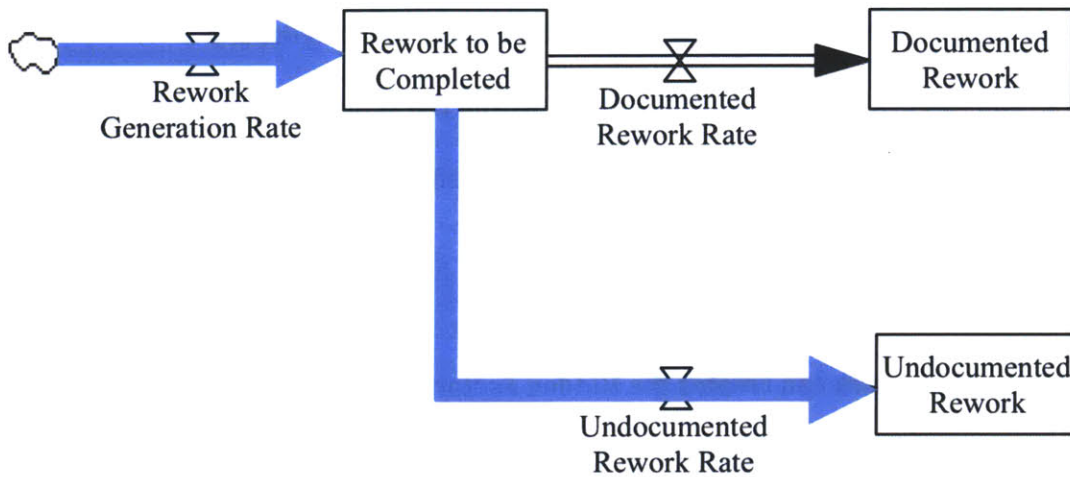 Rework to be
Completed
Documented
Rework
Rework
Generation Rate
Documented
Rework Rate
Undocumented
Rework
Undocumented
Rework Rate